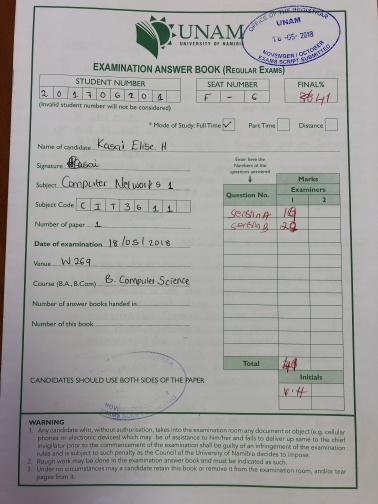 UNAM
UNIVERSITY OF NAMIBIA
OFFICE OF THE REGISTRAR
UNAM
18 -05- 2018
NOVEMBER / OCTOBER
EXAMS SCRIPT SUBMITTED
EXAMINATION ANSWER BOOK (REGULAR EXAMS)
STUDENT NUMBER
SEAT NUMBER
FINAL%
2 0 1 7 0 6 2 0 1
F - 6
41
(Invalid student number will not be considered)
* Mode of Study: Full Time ✓ Part Time Distance
Name of candidate Kasai Elise. H
Signature Kasai
Subject Computer Networks 1
Subject Code C I T 3 6 1 1
Number of paper 1
Date of examination 18/05/2018
Venue W269
Course (B.A., B.Com) B. Computer Science
Number of answer books handed in
Number of this book
Enter here the Numbers of the questions answered
Marks
Question No.
Examiners
1 2
Section A
Section B
Total
Initials
V.H
CANDIDATES SHOULD USE BOTH SIDES OF THE PAPER
WARNING
1. Any candidate who, without authorisation, takes into the examination room any document or object (e.g. cellular
phones or electronic devices) which may be of assistance to him/her and fails to deliver up same to the chief
invigilator prior to the commencement of the examination shall be guilty of an infringement of the examination
rules and is subject to such penalty as the Council of the University of Namibia decides to impose.
2. Rough work may be done in the examination answer book and must be indicated as such.
3. Under no circumstances may a candidate retain this book or remove it from the examination room, and/or tear
pages from it.